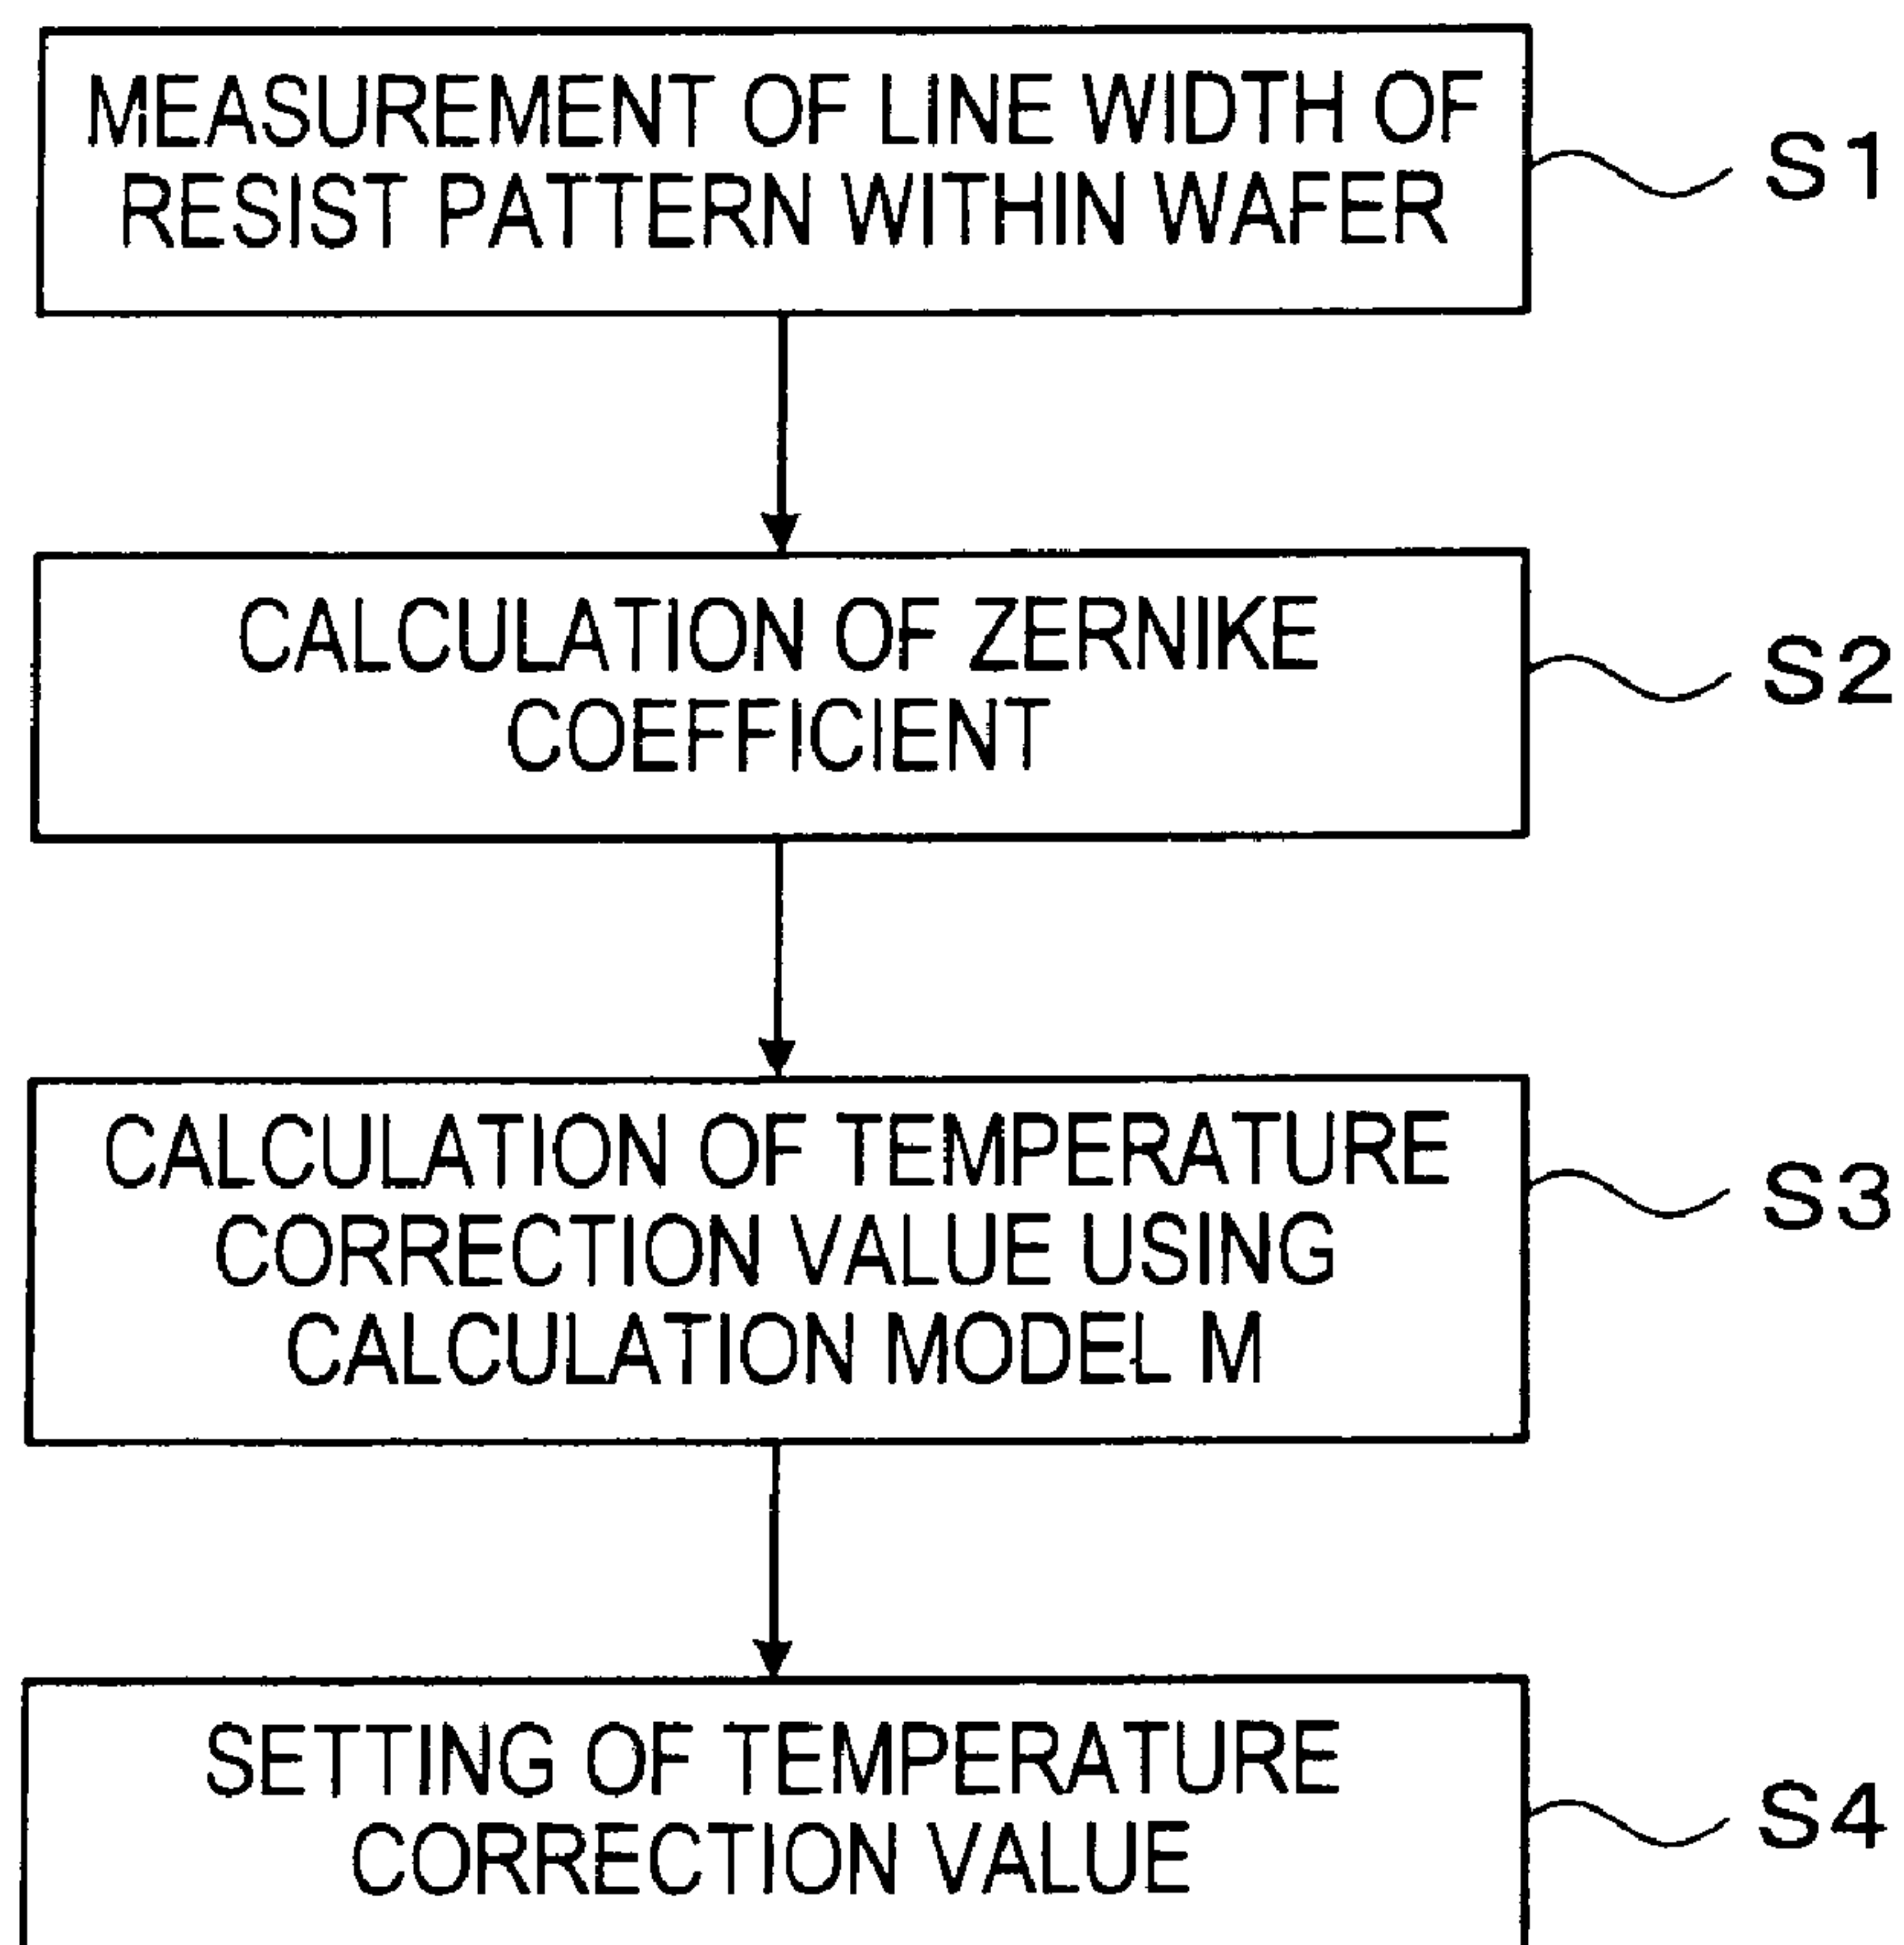 MEASUREMENT OF LINE WIDTH OF
RESIST PATTERN WITHIN WAFER
S1
CALCULATION OF ZERNIKE
COEFFICIENT
S2
CALCULATION OF TEMPERATURE
CORRECTION VALUE USING
CALCULATION MODEL M
S3
SETTING OF TEMPERATURE
CORRECTION VALUE
S4